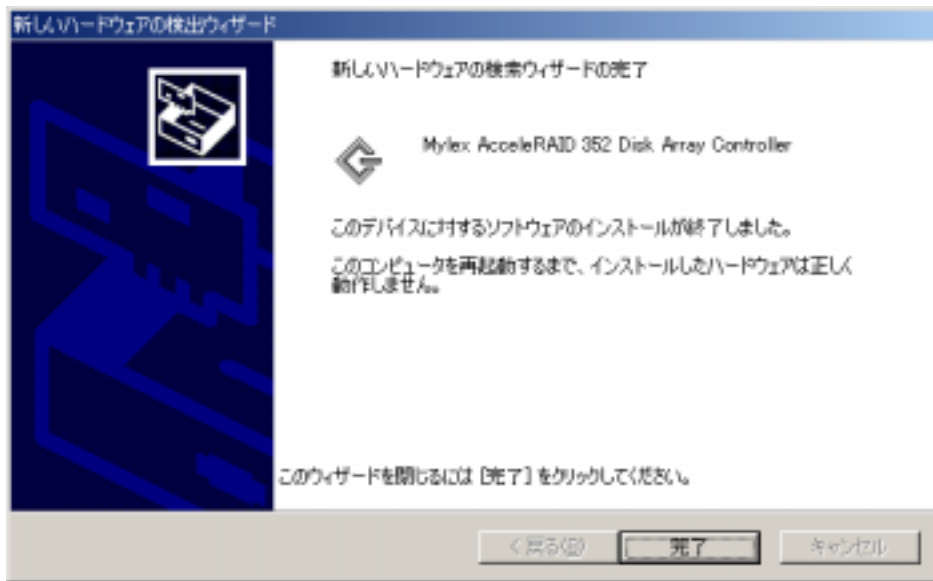 新しいハードウェアの検出ウィザード
新しいハードウェアの検索ウィザードの完了
Mylex AcceleRAID 352 Disk Array Controller
このデバイスに対するソフトウェアのインストールが終了しました。
このコンピュータを再起動するまで、インストールしたハードウェアは正しく
動作しません。
このウィザードを閉じるには [完了] をクリックしてください。
< 戻る(B)
完了
キャンセル